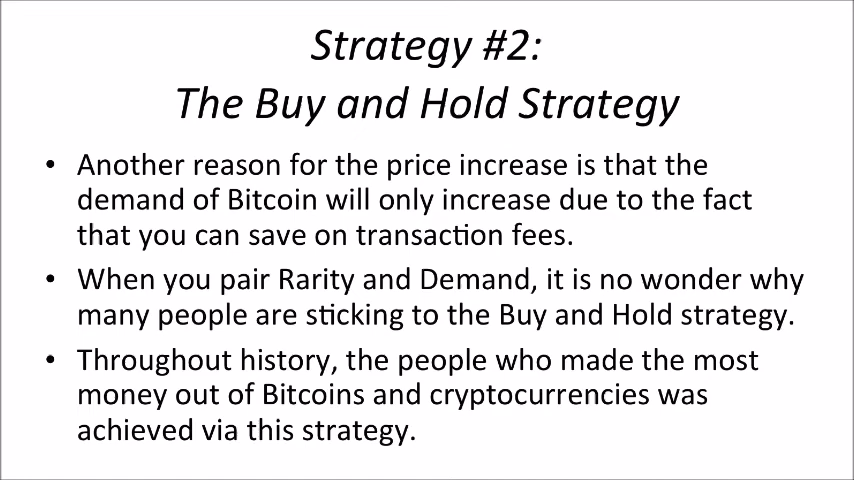 Strategy #2:
The Buy and Hold Strategy
• Another reason for the price increase is that the
demand of Bitcoin will only increase due to the fact
that you can save on transaction fees.
• When you pair Rarity and Demand, it is no wonder why
many people are sticking to the Buy and Hold strategy.
• Throughout history, the people who made the most
money out of Bitcoins and cryptocurrencies was
achieved via this strategy.